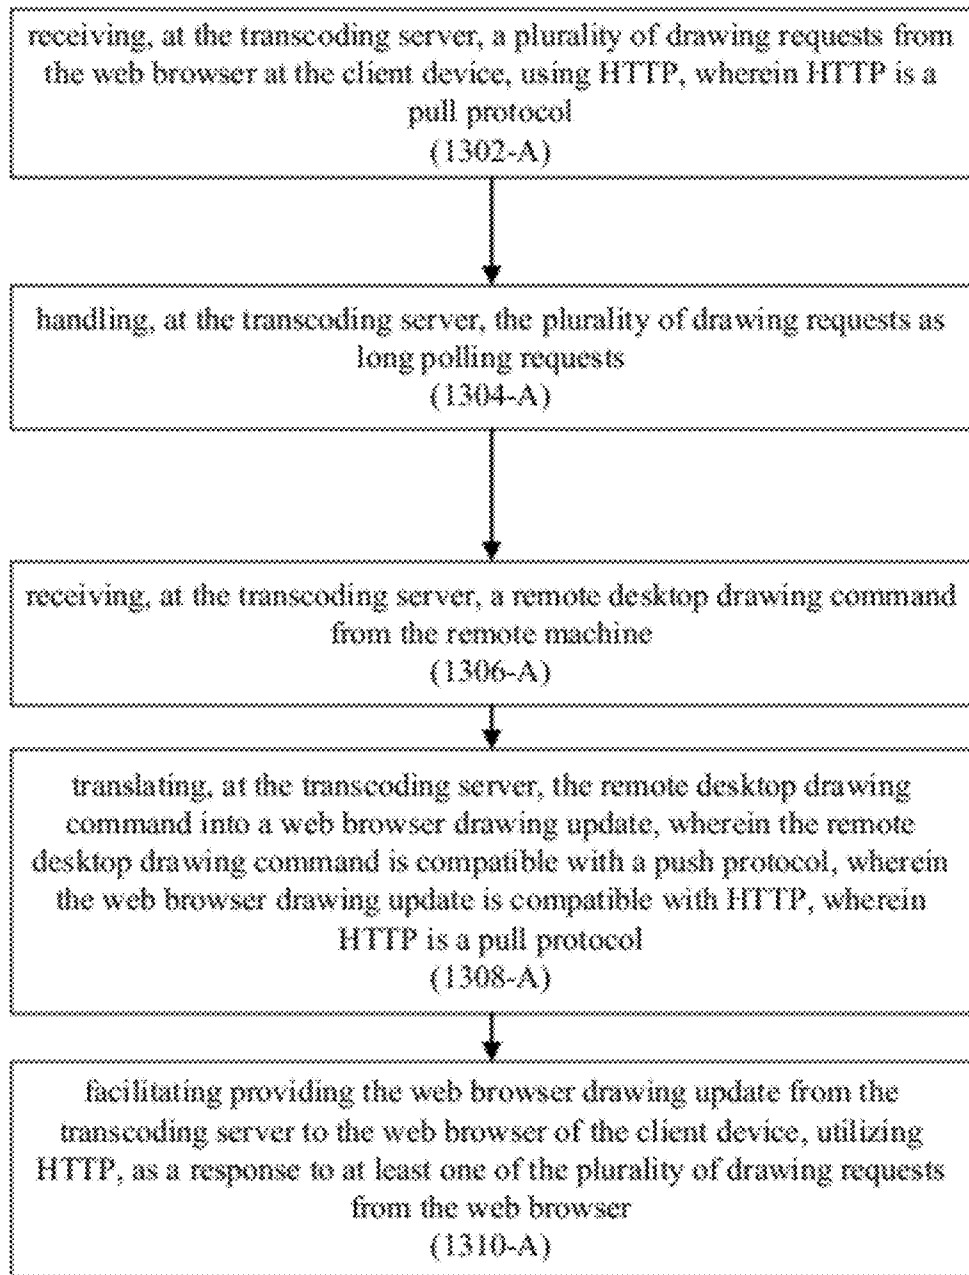 receiving, at the transcoding server, a plurality of drawing requests from
the web browser at the client device, using HTTP, wherein HTTP is a
pull protocol
(1302-A)
handling, at the transcoding server, the plurality of drawing requests as
long polling requests
(1304-A)
receiving, at the transcoding server, a remote desktop drawing command
from the remote machine
(1306-A)
translating, at the transcoding server, the remote desktop drawing
command into a web browser drawing update, wherein the remote
desktop drawing command is compatible with a push protocol, wherein
the web browser drawing update is compatible with HTTP, wherein
HTTP is a pull protocol
(1308-A)
facilitating providing the web browser drawing update from the
transcoding server to the web browser of the client device, utilizing
HTTP, as a response to at least one of the plurality of drawing requests
from the web browser
(1310-A)